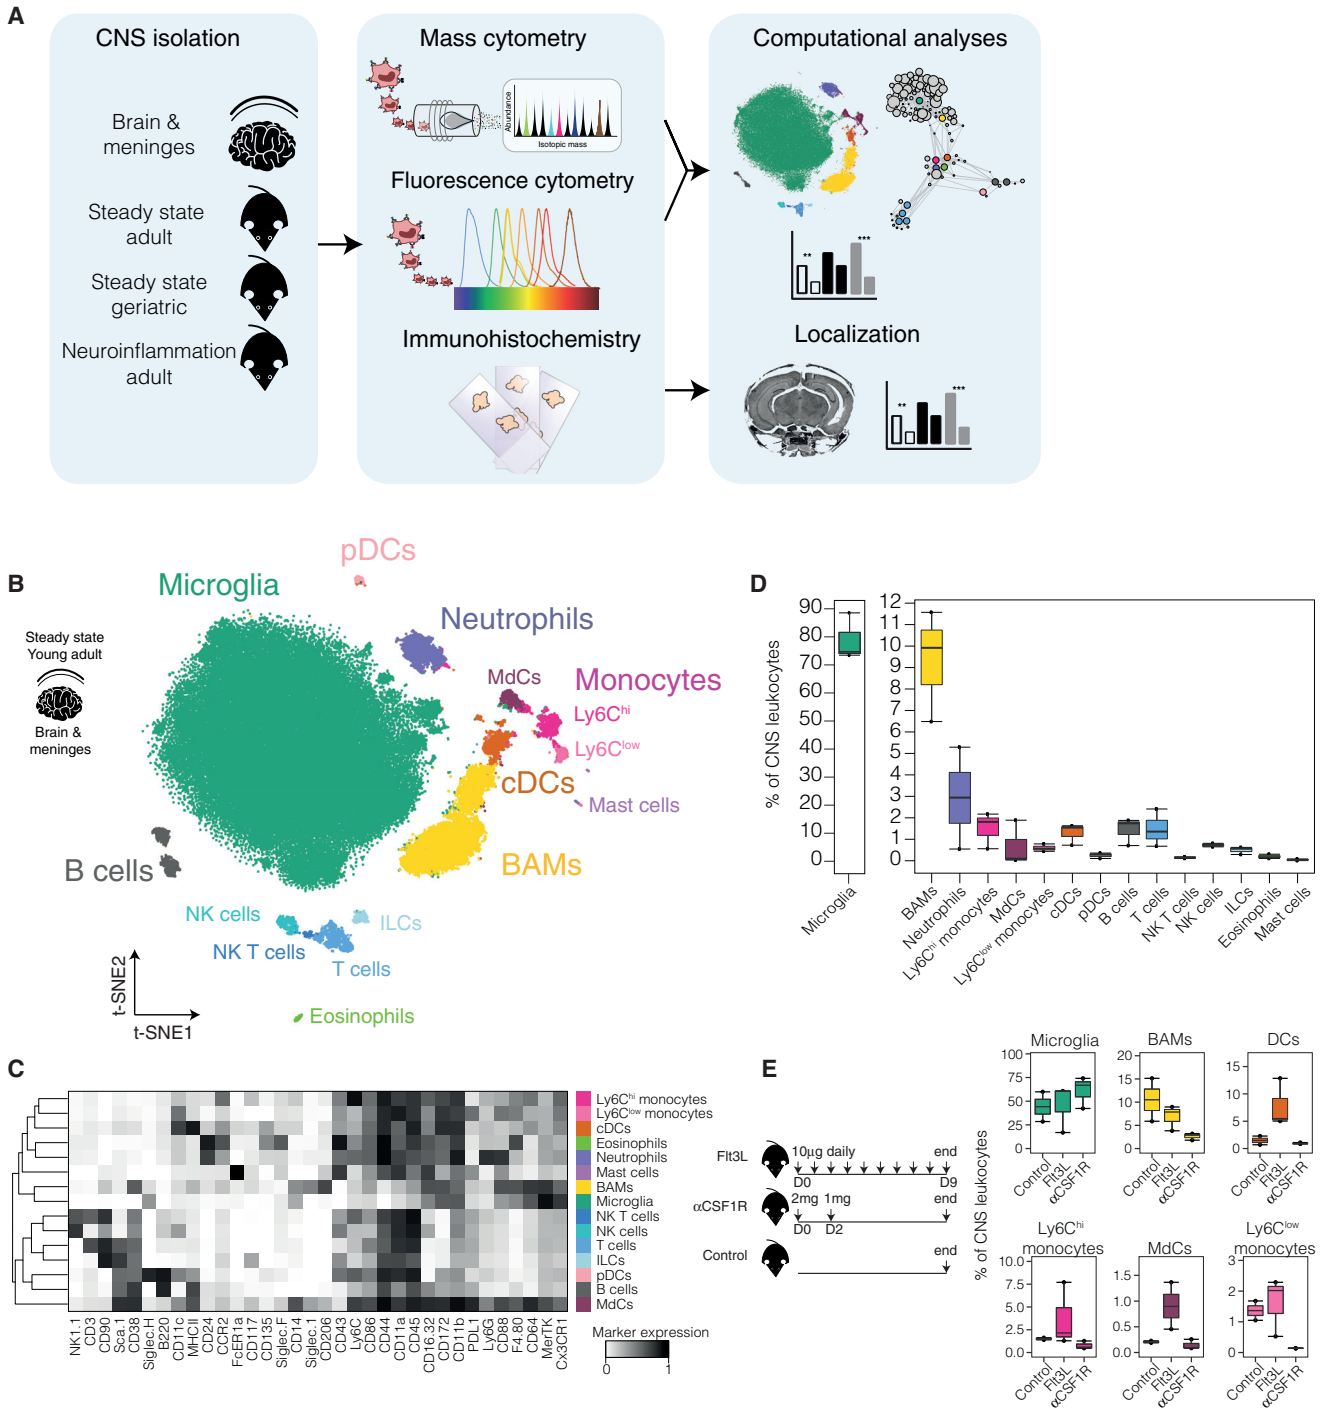 A
CNS isolation
Brain &
meninges
Steady state
adult
Steady state
geriatric
Neuroinflammation
adult
Mass cytometry
Abundance
Isotopic mass
Fluorescence cytometry
Immunohistochemistry
Computational analyses
**
***
Localization
**
***
B
Steady state
Young adult
Brain &
meninges
pDCs
Microglia
Neutrophils
MdCs
Monocytes
Ly6Chi
Ly6Clow
cDCs
Mast cells
BAMs
B cells
NK cells
ILCs
NK T cells
T cells
Eosinophils
t-SNE2
t-SNE1
D
% of CNS leukocytes
90
80
70
60
50
40
30
20
10
0
Microglia
12
11
10
9
8
7
6
5
4
3
2
1
0
BAMs
Neutrophils
Ly6Chi monocytes
MdCs
Ly6Clow monocytes
cDCs
pDCs
B cells
T cells
NK T cells
NK cells
ILCs
Eosinophils
Mast cells
C
Ly6Chi monocytes
Ly6Clow monocytes
cDCs
Eosinophils
Neutrophils
Mast cells
BAMs
Microglia
NK T cells
NK cells
T cells
ILCs
pDCs
B cells
MdCs
NK1.1
CD3
CD90
Sca.1
CD38
Siglec.H
B220
CD11c
MHCII
CD24
CCR2
FcER1a
CD117
CD135
Siglec.F
CD14
Siglec.1
CD206
CD43
Ly6C
CD86
CD44
CD11a
CD45
CD16.32
CD172
CD11b
PDL1
Ly6G
CD88
F4.80
CD64
MerTK
Cx3CR1
Marker expression
0
1
E
Flt3L
10µg daily
end
D0
D9
αCSF1R
2mg
1mg
end
D0
D2
Control
end
% of CNS leukocytes
Microglia
100
75
50
25
0
Control
Flt3L
αCSF1R
BAMs
20
15
10
5
0
Control
Flt3L
αCSF1R
DCs
15
10
5
0
Control
Flt3L
αCSF1R
Ly6Chi
monocytes
10.0
7.5
5.0
2.5
0.0
Control
Flt3L
αCSF1R
MdCs
1.5
1.0
0.5
0.0
Control
Flt3L
αCSF1R
Ly6Clow
monocytes
3
2
1
0
Control
Flt3L
αCSF1R